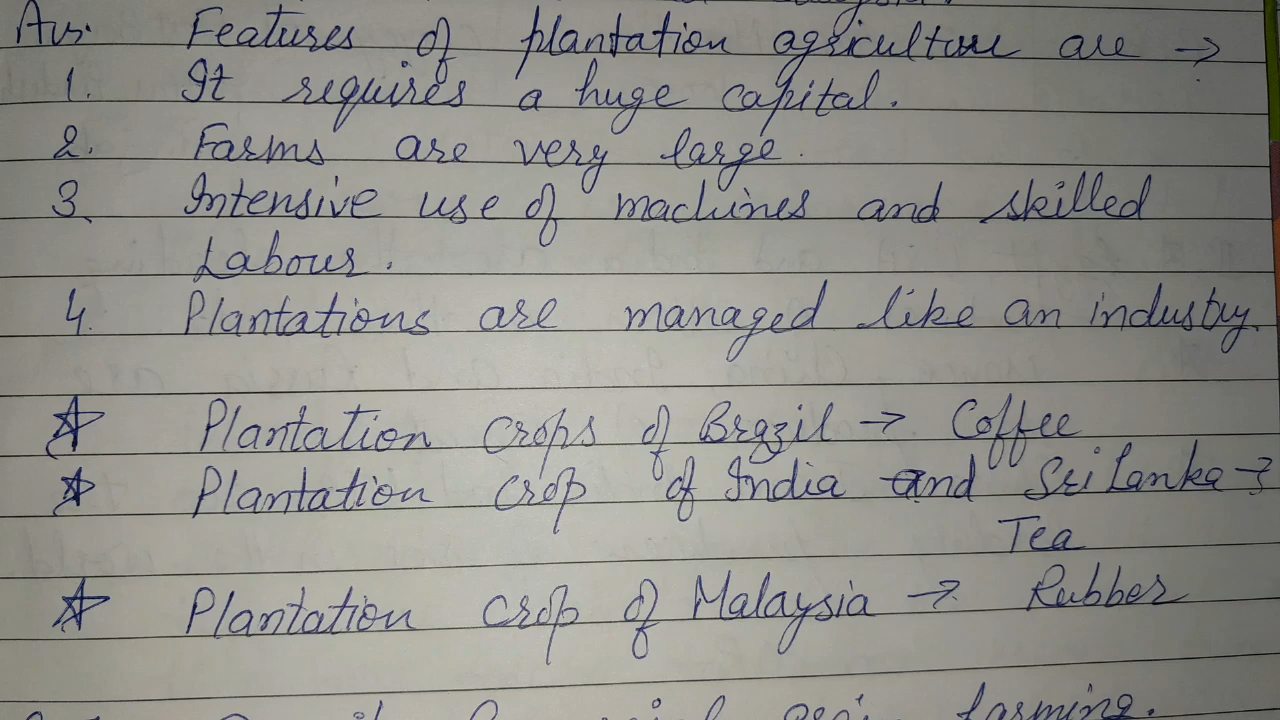 Ans. Features of plantation agriculture are →
1. It requires a huge capital.
2. Farms are very large.
3. Intensive use of machines and skilled
Labour.
4. Plantations are managed like an industry.
☆ Plantation crops of Brazil → Coffee
☆ Plantation crop of India and Sri Lanka →
Tea
☆ Plantation crop of Malaysia → Rubber
farming.